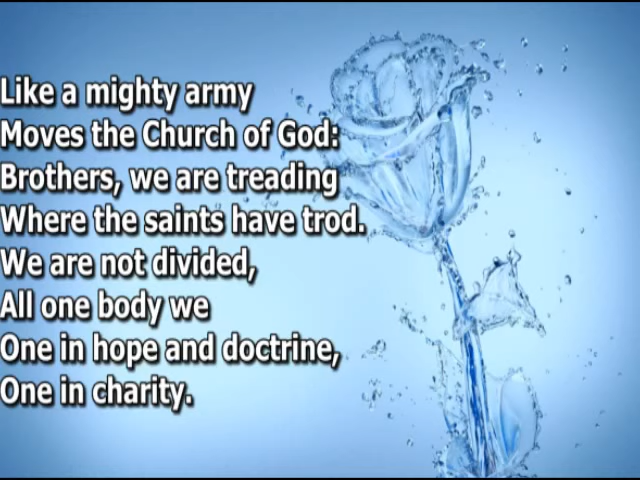 Like a mighty army
Moves the Church of God:
Brothers, we are treading
Where the saints have trod.
We are not divided,
All one body we
One in hope and doctrine,
One in charity.